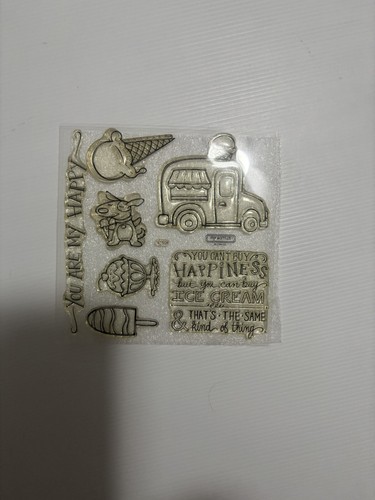 YOU ARE MY HAPPY
YOU CAN'T BUY
HAPPINESS
but you can buy
ICE CREAM
& THAT'S THE SAME
kind of thing